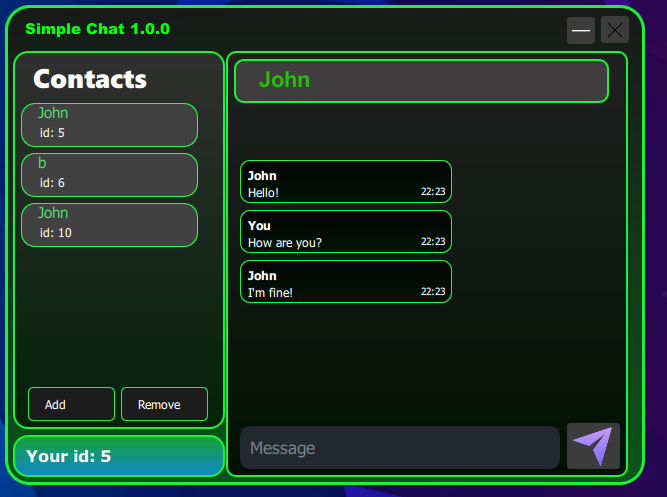 Simple Chat 1.0.0
Contacts
John
id: 5
b
id: 6
John
id: 10
Add
Remove
Your id: 5
John
John
Hello!
22:23
You
How are you?
22:23
John
I'm fine!
22:23
Message